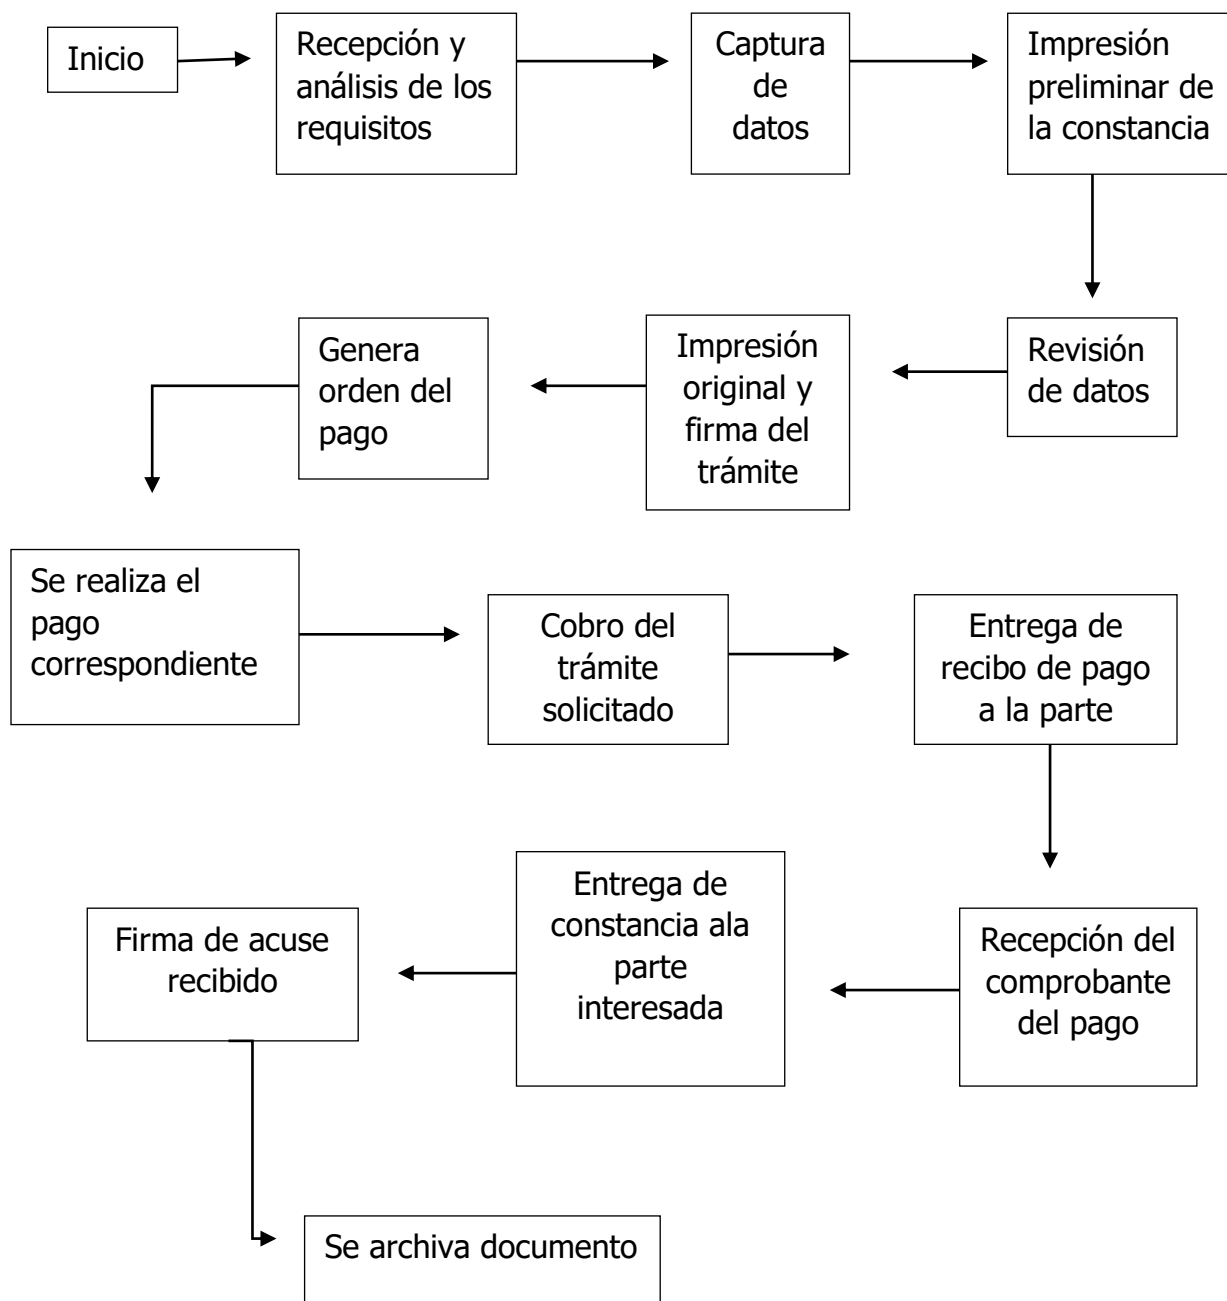 Inicio
Recepción y
análisis de los
requisitos
Captura
de
datos
Impresión
preliminar de
la constancia
Revisión
de datos
Impresión
original y
firma del
trámite
Genera
orden del
pago
Se realiza el
pago
correspondiente
Cobro del
trámite
solicitado
Entrega de
recibo de pago
a la parte
Recepción del
comprobante
del pago
Entrega de
constancia ala
parte
interesada
Firma de acuse
recibido
Se archiva documento